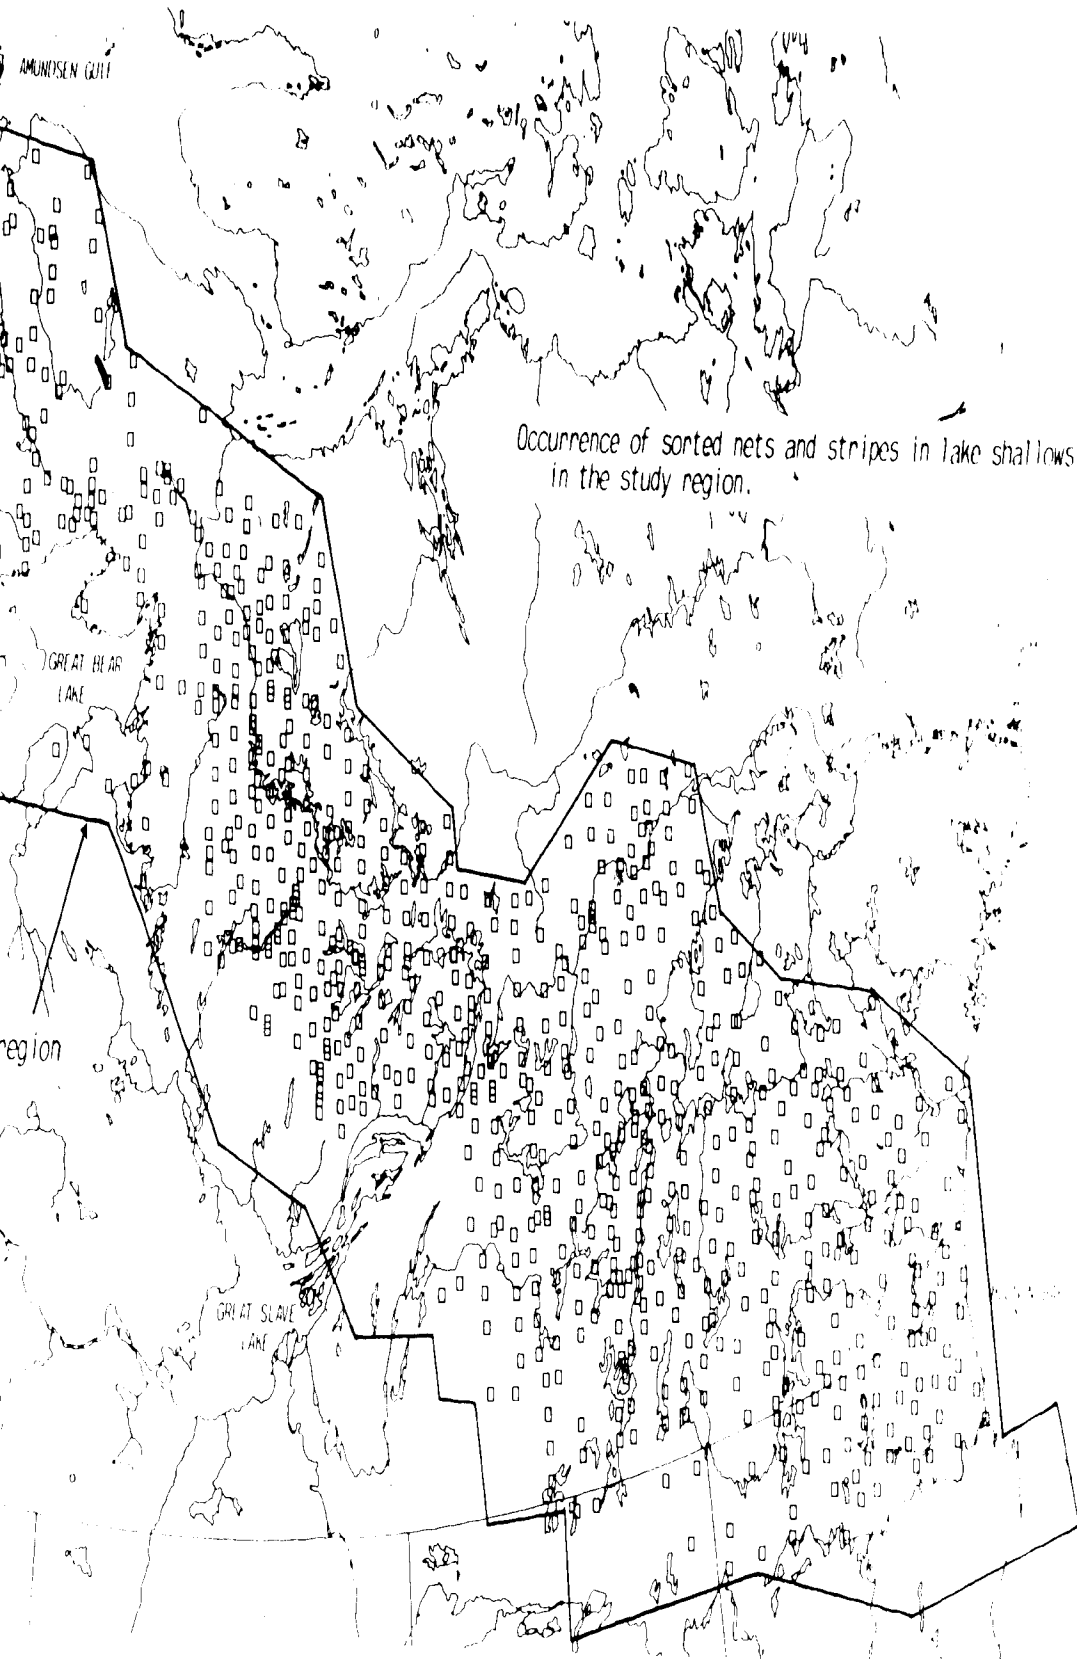 AMUNDSEN GULF
Occurrence of sorted nets and stripes in lake shallows
in the study region.
GREAT BEAR
LAKE
region
GREAT SLAVE
LAKE